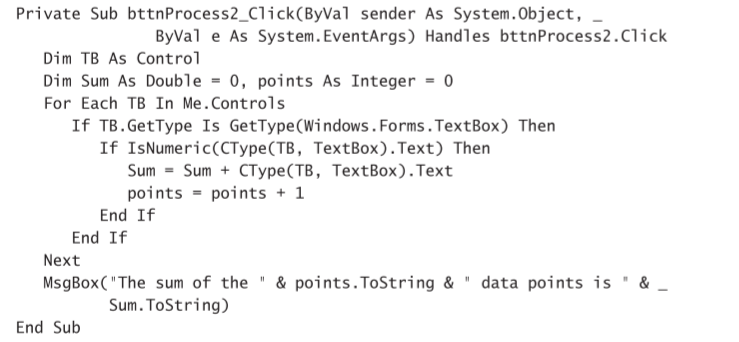 Private Sub bttnProcess2_Click(ByVal sender As System.Object, _
ByVal e As System.EventArgs) Handles bttnProcess2.Click
Dim TB As Control
Dim Sum As Double = 0, points As Integer = 0
For Each TB In Me.Controls
If TB.GetType Is GetType(Windows.Forms.TextBox) Then
If IsNumeric(CType(TB, TextBox).Text) Then
Sum = Sum + CType(TB, TextBox).Text
points = points + 1
End If
End If
Next
MsgBox("The sum of the " & points.ToString & " data points is " & _
Sum.ToString)
End Sub